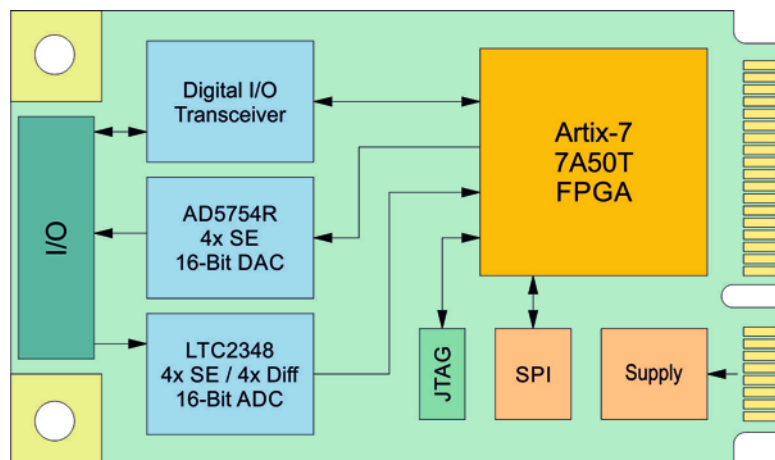 Digital I/O
Transceiver
Artix-7
7A50T
FPGA
I/O
AD5754R
4x SE
16-Bit DAC
LTC2348
4x SE / 4x Diff
16-Bit ADC
JTAG
SPI
Supply